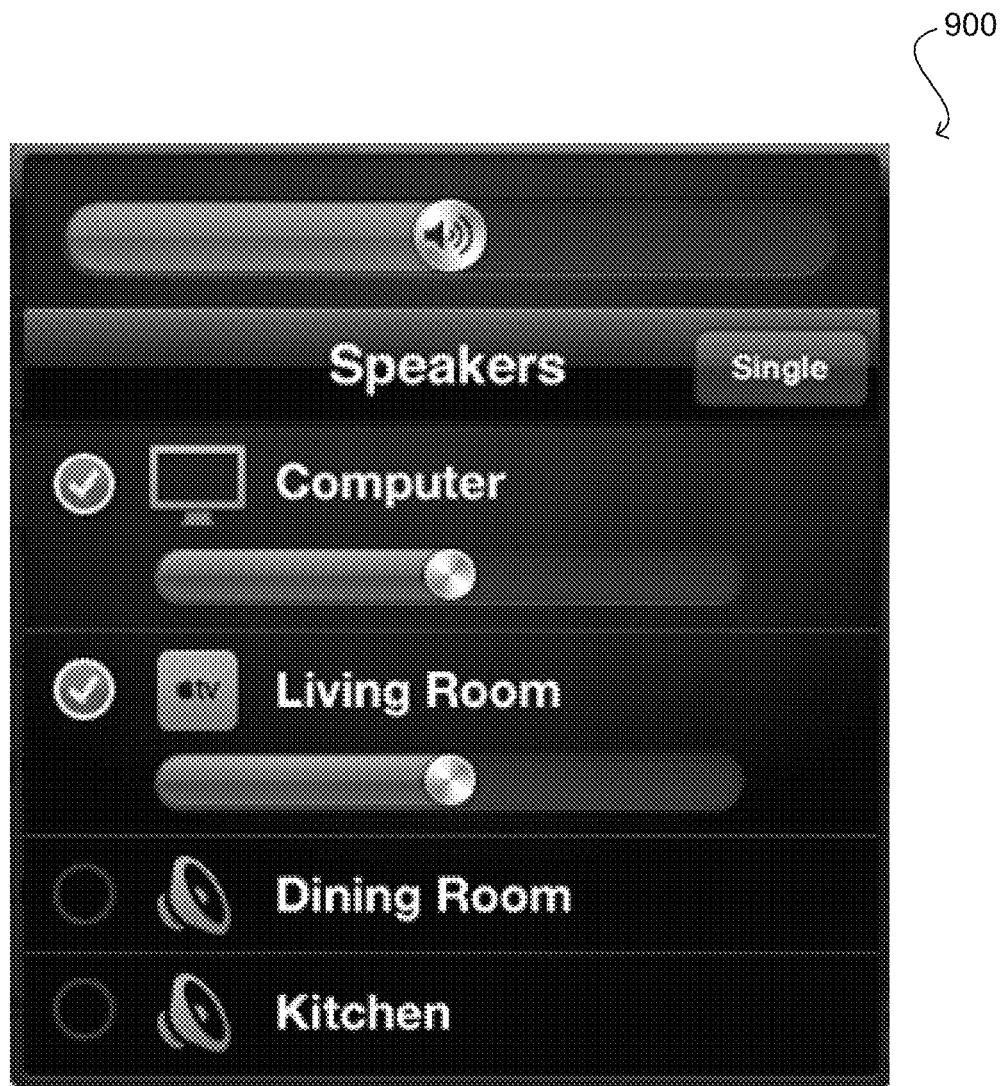 900
Speakers Single
Computer
tv
Living Room
Dining Room
Kitchen